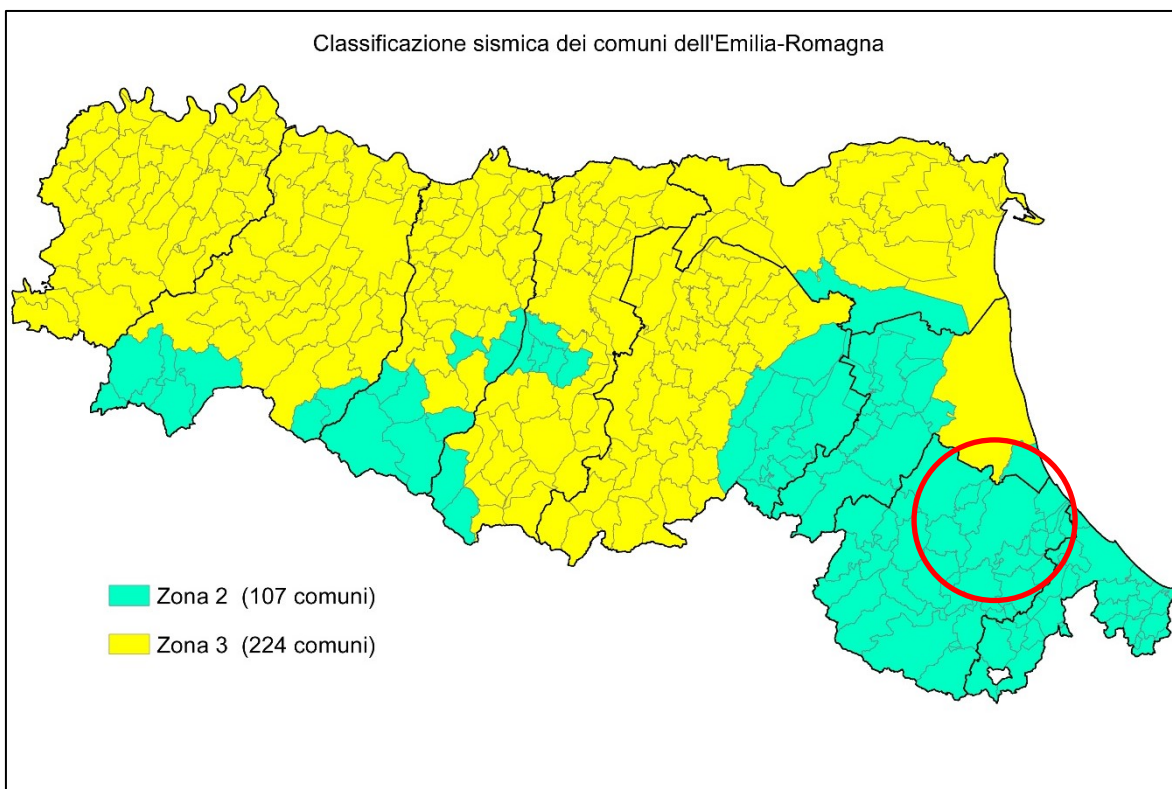 Classificazione sismica dei comuni dell'Emilia-Romagna
Zona 2 (107 comuni)
Zona 3 (224 comuni)